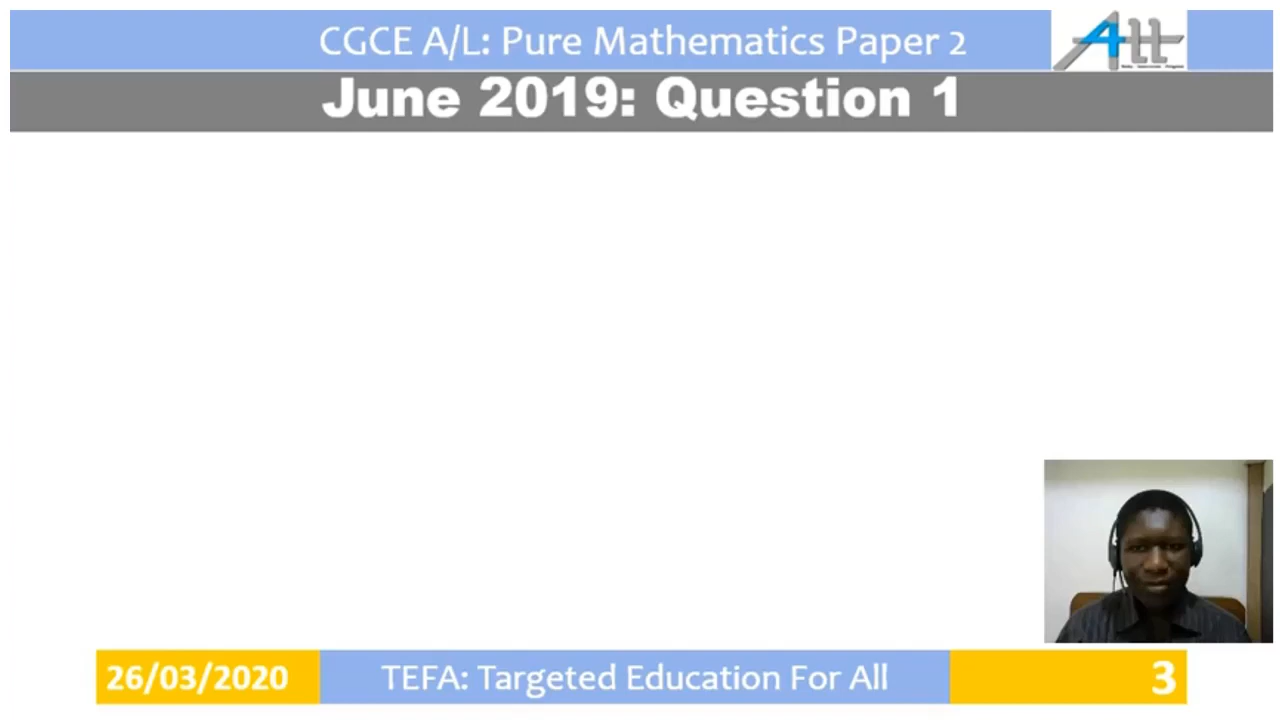 CGCE A/L: Pure Mathematics Paper 2
June 2019: Question 1
26/03/2020
TEFA: Targeted Education For All
3